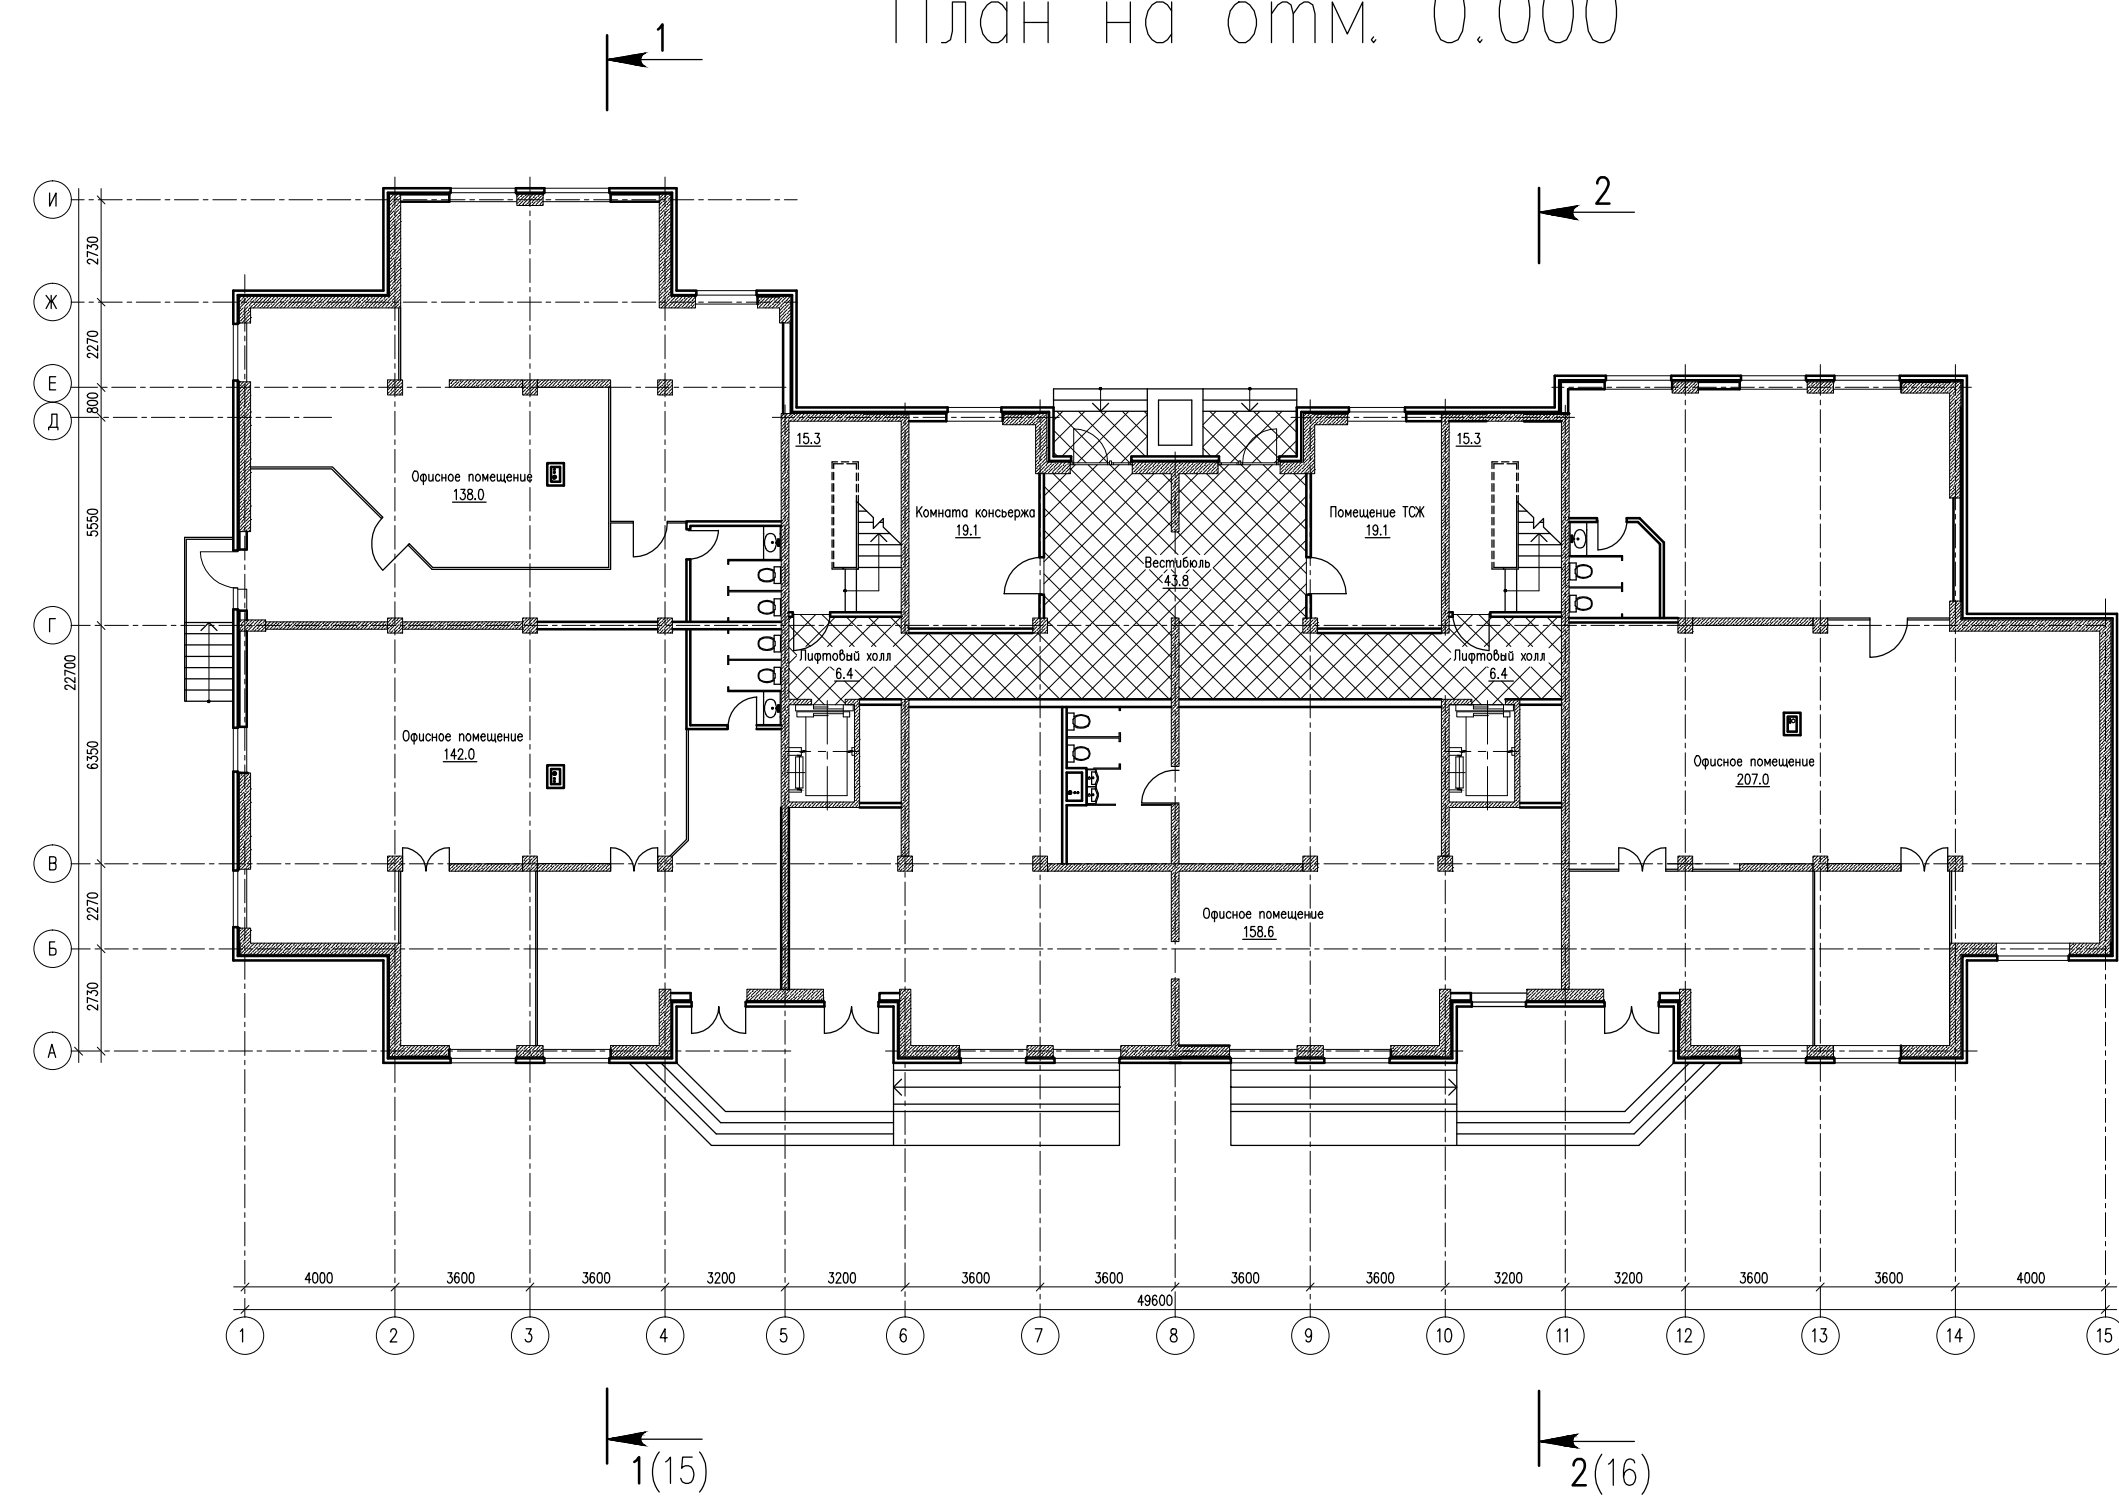 План на отм. 0.000
1
2
И
Ж
Е
Д
Г
В
Б
А
2730
2270
800
5550
6350
2270
2730
22700
Офисное помещение
138.0
15.3
Комната консьержа
19.1
Вестибюль
43.8
Помещение ТСЖ
19.1
15.3
Лифтовый холл
6.4
Лифтовый холл
6.4
Офисное помещение
142.0
Офисное помещение
207.0
Офисное помещение
158.6
4000 3600 3600 3200 3200 3600 3600 3600 3600 3200 3200 3600 3600 4000
49600
1 2 3 4 5 6 7 8 9 10 11 12 13 14 15
1(15)
2(16)